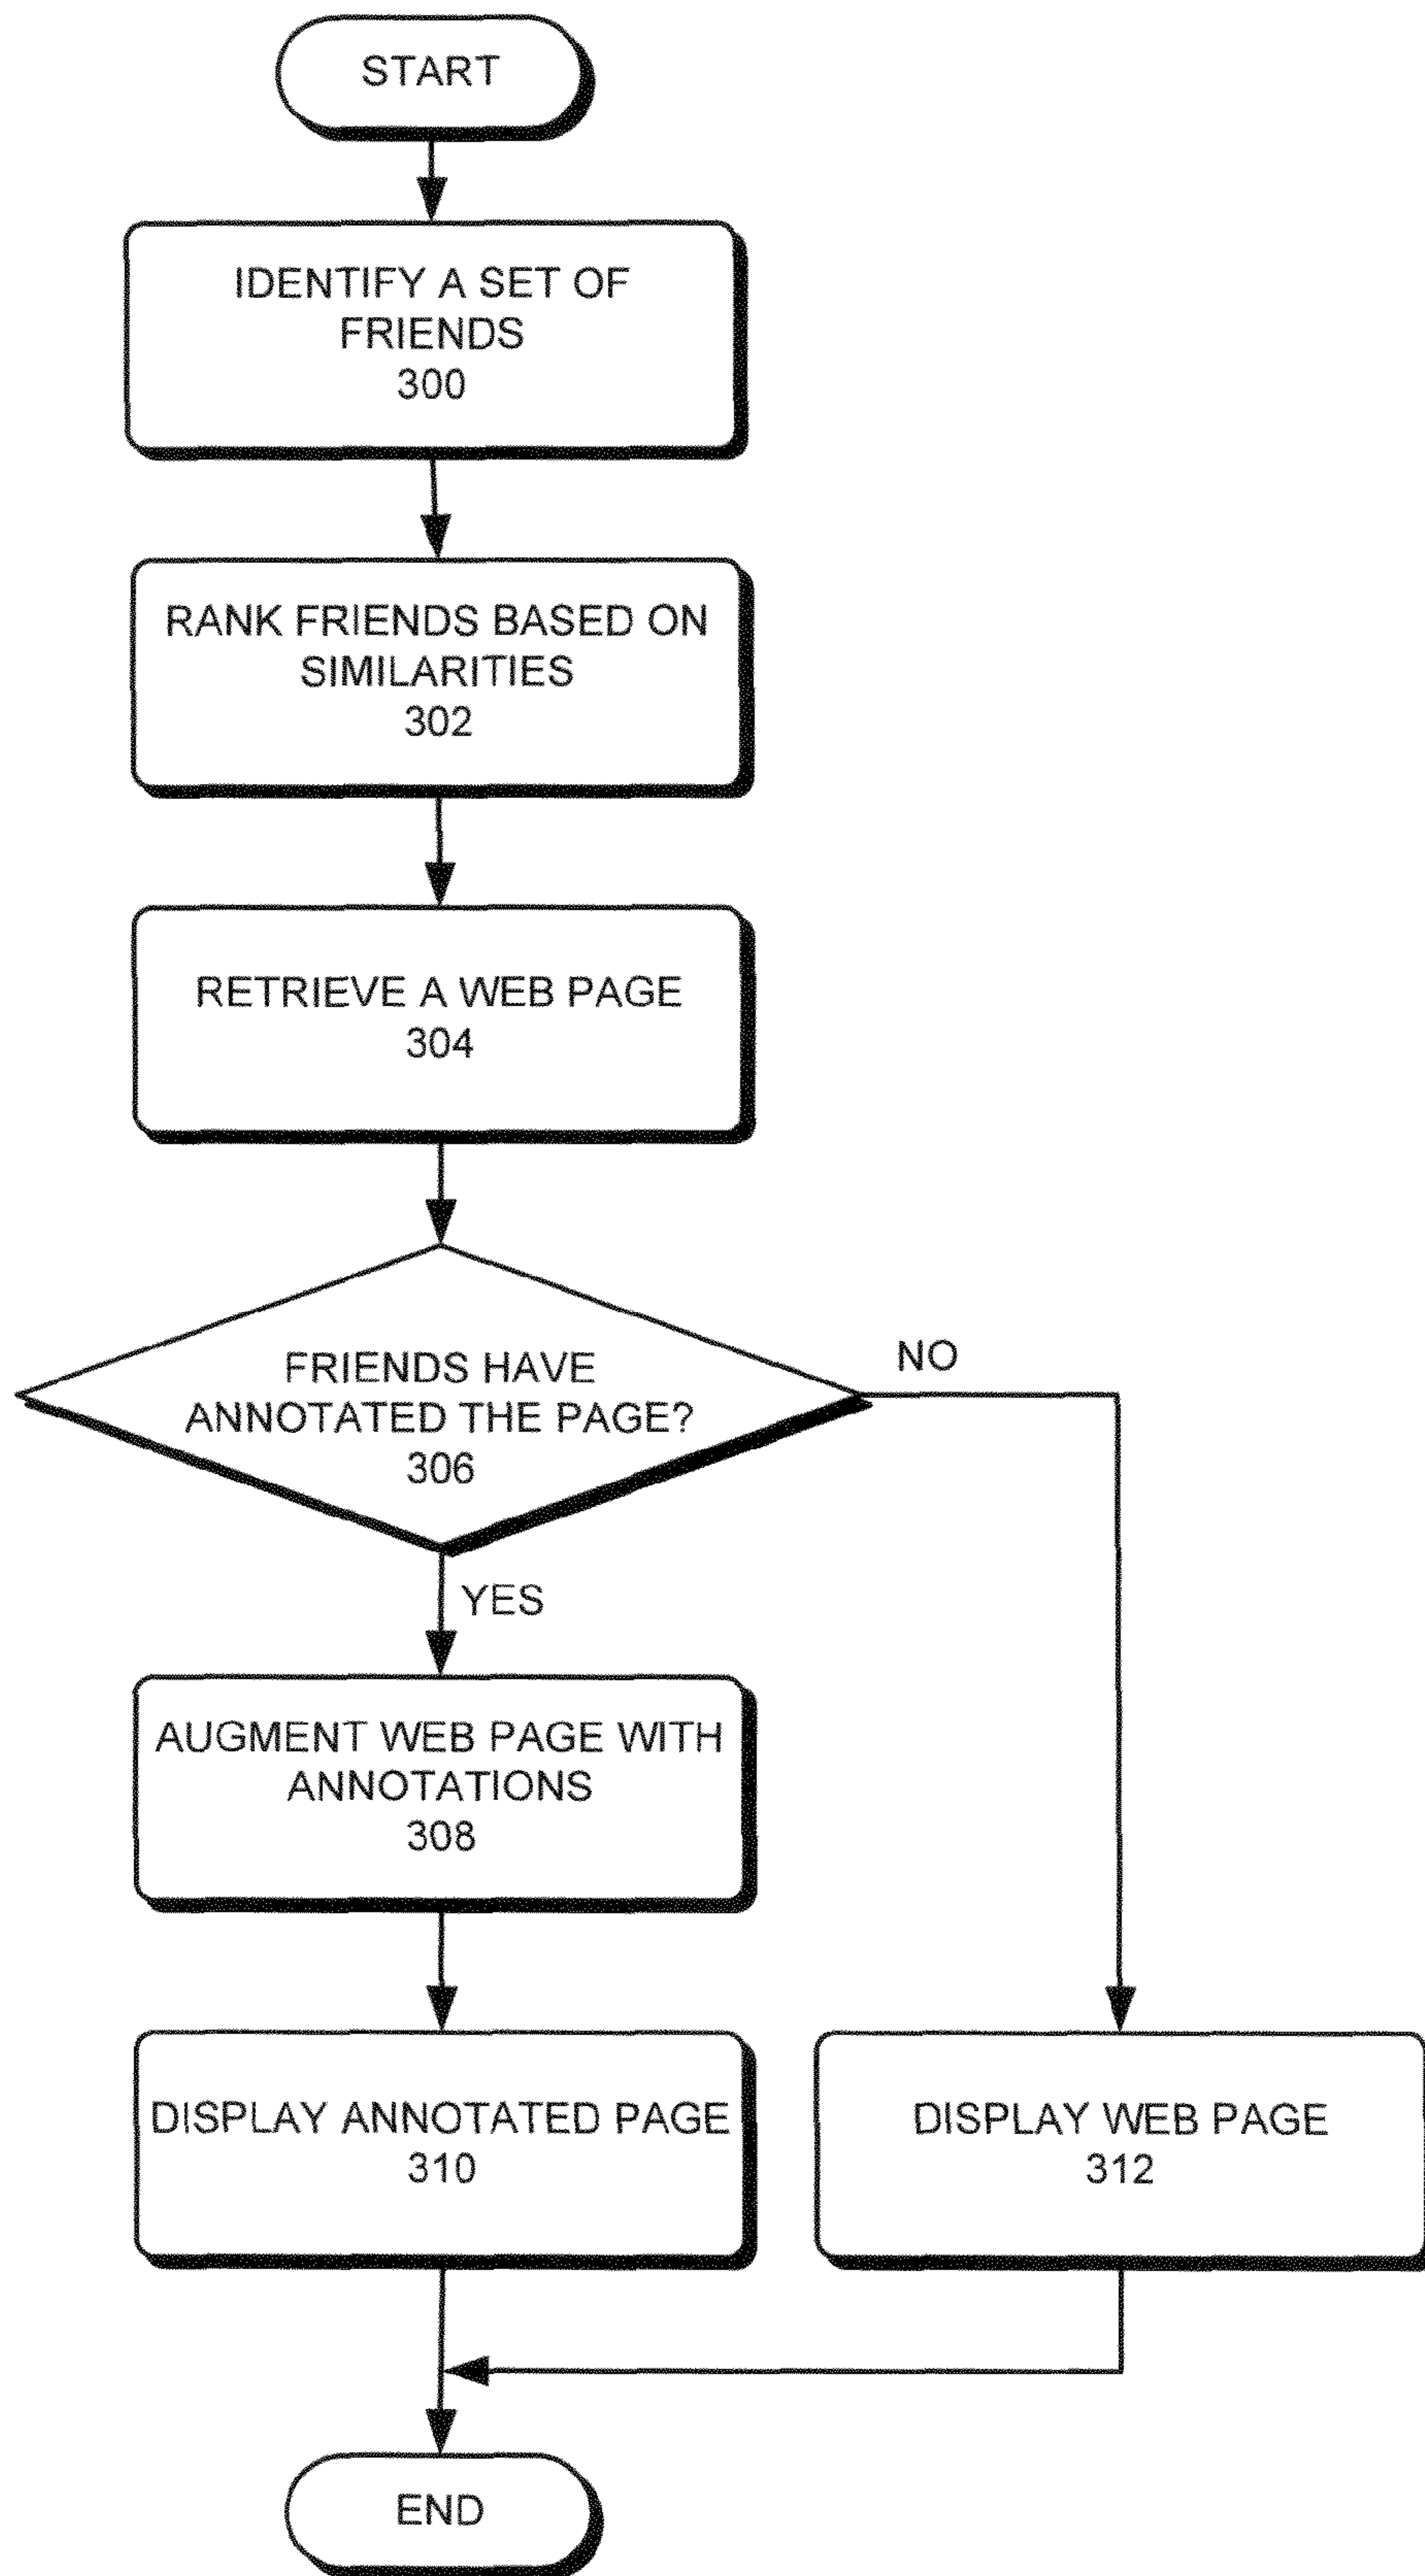 START
IDENTIFY A SET OF
FRIENDS
300
RANK FRIENDS BASED ON
SIMILARITIES
302
RETRIEVE A WEB PAGE
304
FRIENDS HAVE
ANNOTATED THE PAGE?
306
NO
YES
AUGMENT WEB PAGE WITH
ANNOTATIONS
308
DISPLAY ANNOTATED PAGE
310
DISPLAY WEB PAGE
312
END